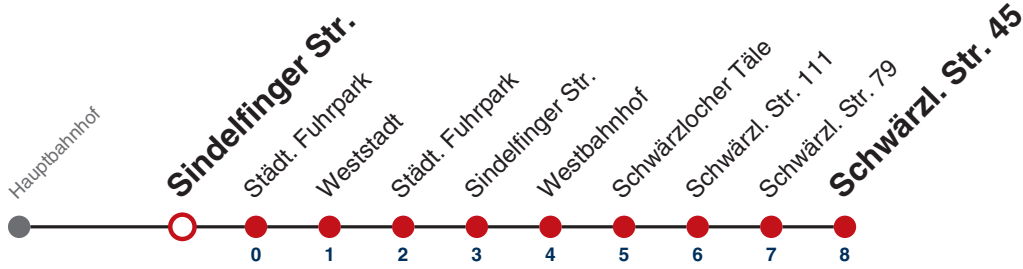 Hauptbahnhof
Sindelfinger Str.
Städt. Fuhrpark
Weststadt
Städt. Fuhrpark
Sindelfinger Str.
Westbahnhof
Schwärzlocher Täle
Schwärzl. Str. 111
Schwärzl. Str. 79
Schwärzl. Str. 45
0 1 2 3 4 5 6 7 8